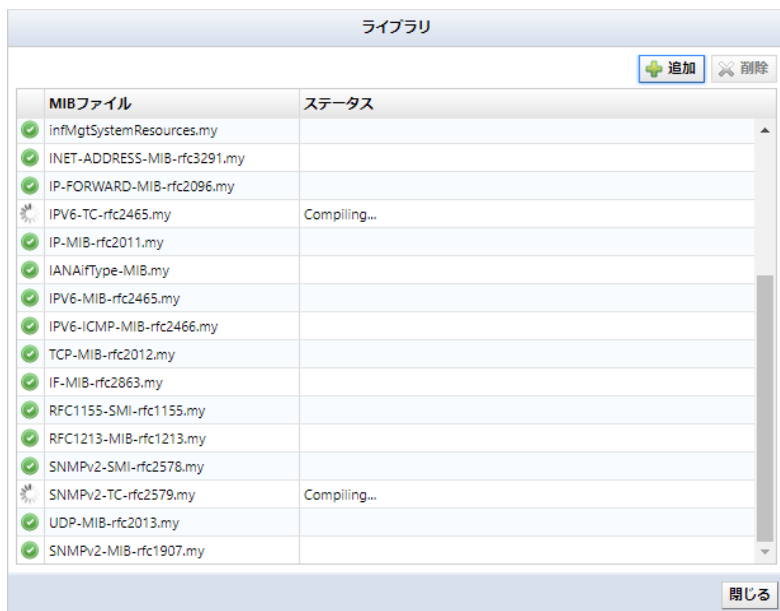 ライブラリ
追加 削除
MIBファイル ステータス
infMgtSystemResources.my
INET-ADDRESS-MIB-rfc3291.my
IP-FORWARD-MIB-rfc2096.my
IPV6-TC-rfc2465.my Compiling...
IP-MIB-rfc2011.my
IANAifType-MIB.my
IPV6-MIB-rfc2465.my
IPV6-ICMP-MIB-rfc2466.my
TCP-MIB-rfc2012.my
IF-MIB-rfc2863.my
RFC1155-SMI-rfc1155.my
RFC1213-MIB-rfc1213.my
SNMPv2-SMI-rfc2578.my
SNMPv2-TC-rfc2579.my Compiling...
UDP-MIB-rfc2013.my
SNMPv2-MIB-rfc1907.my
閉じる